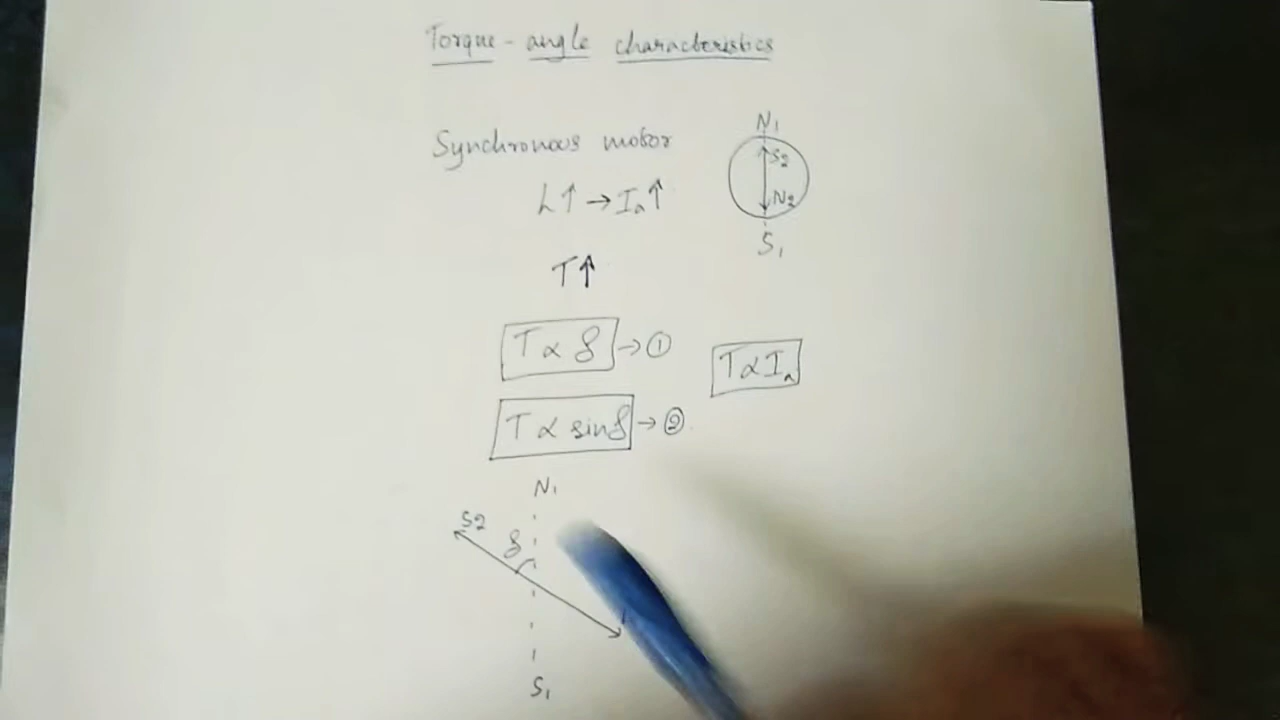 Torque - angle characteristics
Synchronous motor
N1
S2
N2
S1
L↑ → Ia↑
T↑
T ∝ δ → ①
T ∝ Ia
T ∝ sinδ → ②
N1
S2
δ
S1